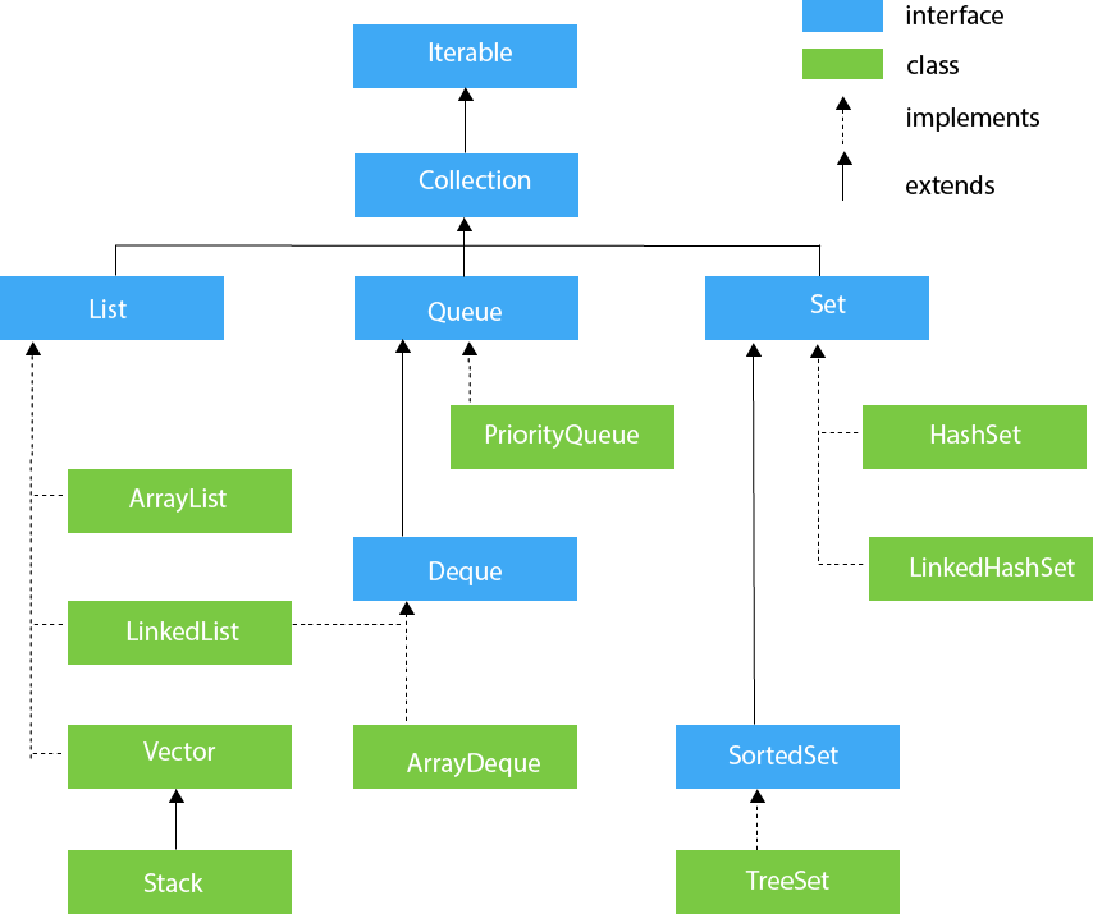 interface
Iterable
class
implements
Collection
extends
List
Queue
Set
PriorityQueue
HashSet
ArrayList
Deque
LinkedHashSet
LinkedList
Vector
ArrayDeque
SortedSet
Stack
TreeSet